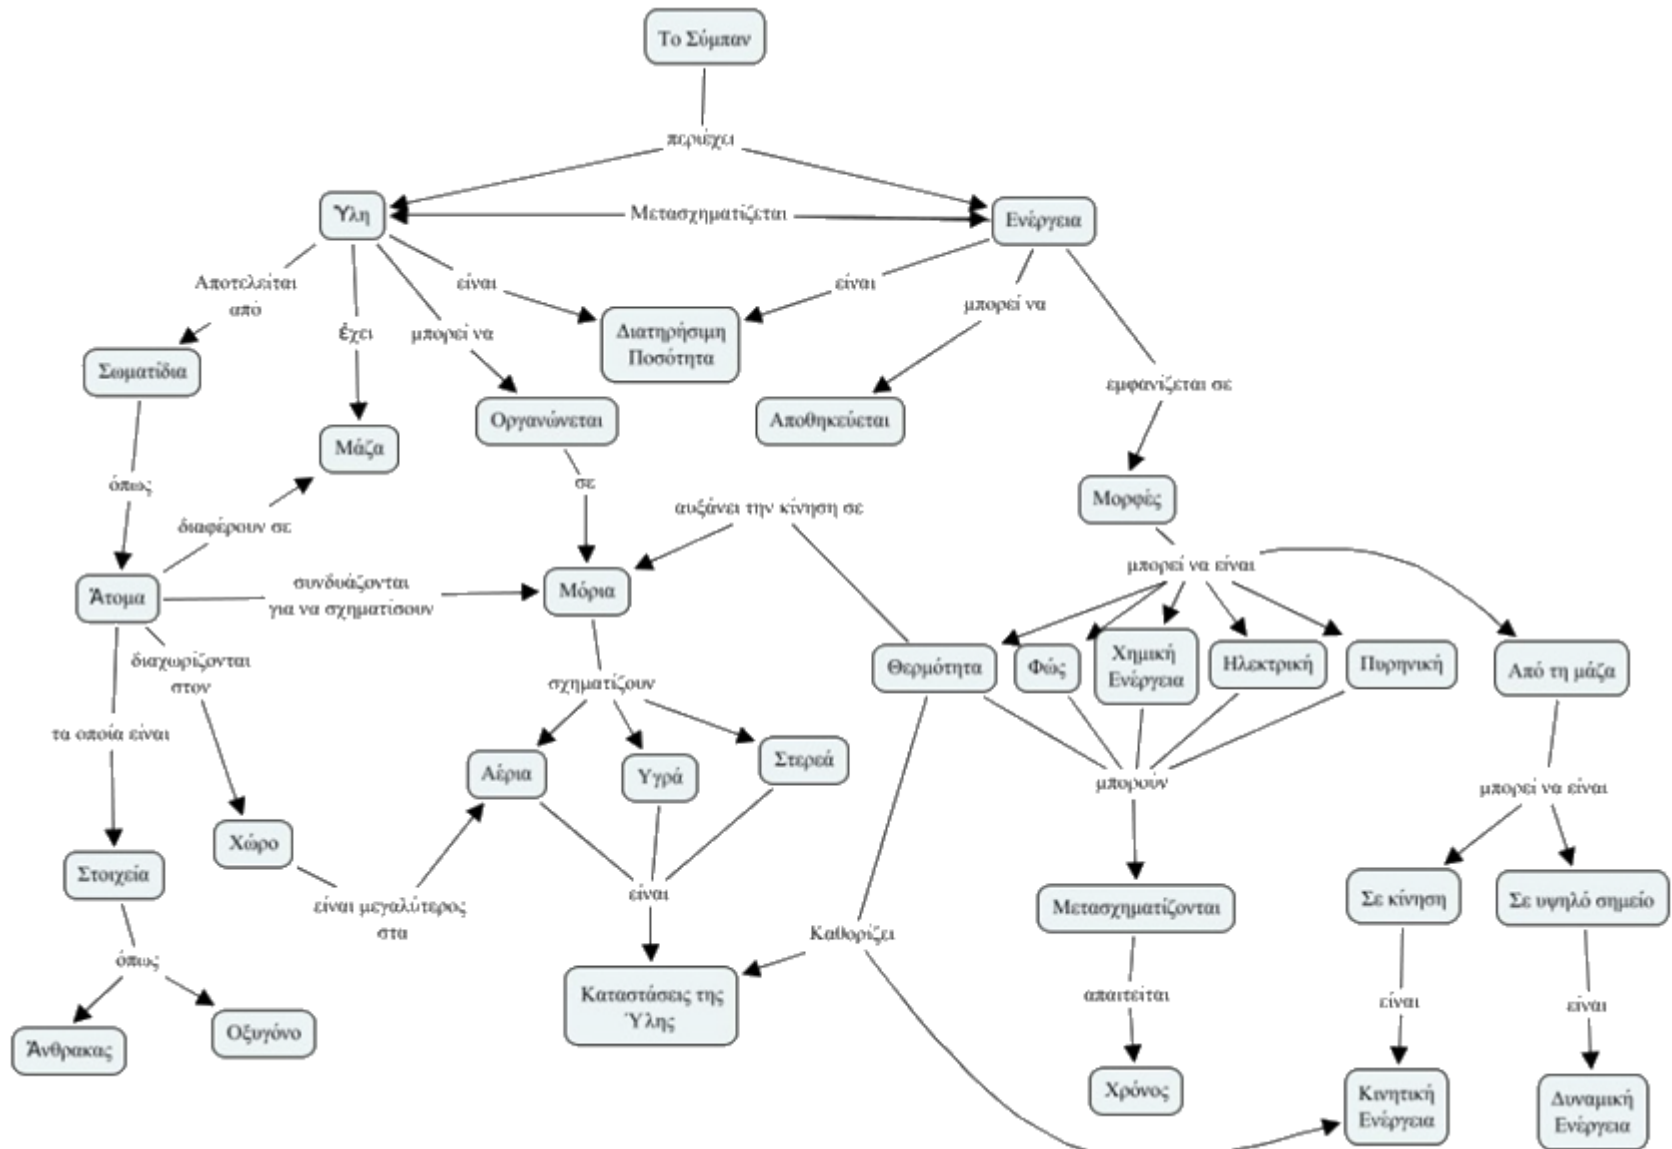 Το Σύμπαν
περιέχει
Ύλη
Μετασχηματίζεται
Ενέργεια
Αποτελείται
από
έχει
μπορεί να
είναι
είναι
μπορεί να
Διατηρήσιμη
Ποσότητα
Σωματίδια
εμφανίζεται σε
Οργανώνεται
Αποθηκεύεται
Μάζα
όπως
σε
Μορφές
διαφέρουν σε
αυξάνει την κίνηση σε
μπορεί να είναι
Άτομα
συνδυάζονται
για να σχηματίσουν
Μόρια
διαχωρίζονται
στον
σχηματίζουν
Θερμότητα
Φώς
Χημική
Ενέργεια
Ηλεκτρική
Πυρηνική
Από τη μάζα
τα οποία είναι
Αέρια
Υγρά
Στερεά
μπορούν
μπορεί να είναι
Χώρο
Στοιχεία
είναι μεγαλύτερος
στα
είναι
Μετασχηματίζονται
Σε κίνηση
Σε υψηλό σημείο
Καθορίζει
όπως
Καταστάσεις της
Ύλης
απαιτείται
είναι
είναι
Άνθρακας
Οξυγόνο
Χρόνος
Κινητική
Ενέργεια
Δυναμική
Ενέργεια